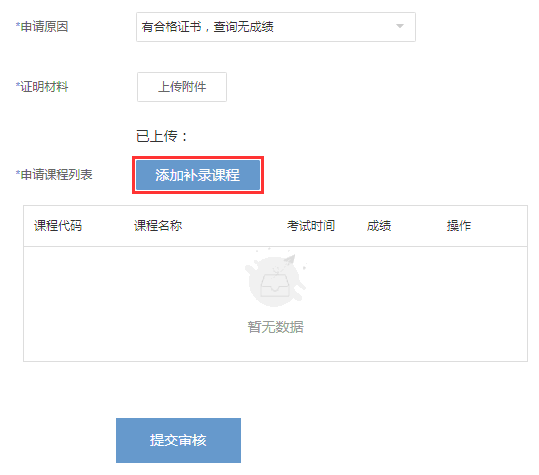 *申请原因 有合格证书，查询无成绩
*证明材料 上传附件
已上传：
*申请课程列表 添加补录课程
课程代码 课程名称 考试时间 成绩 操作
暂无数据
提交审核